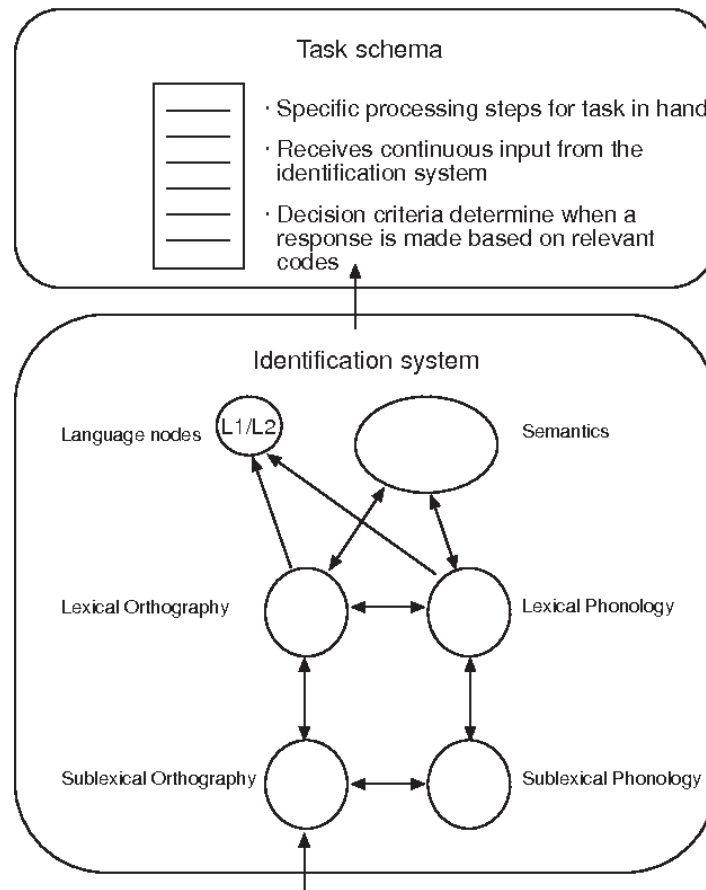 Task schema
· Specific processing steps for task in hand
· Receives continuous input from the
identification system
· Decision criteria determine when a
response is made based on relevant
codes
Identification system
Language nodes
L1/L2
Semantics
Lexical Orthography
Lexical Phonology
Sublexical Orthography
Sublexical Phonology